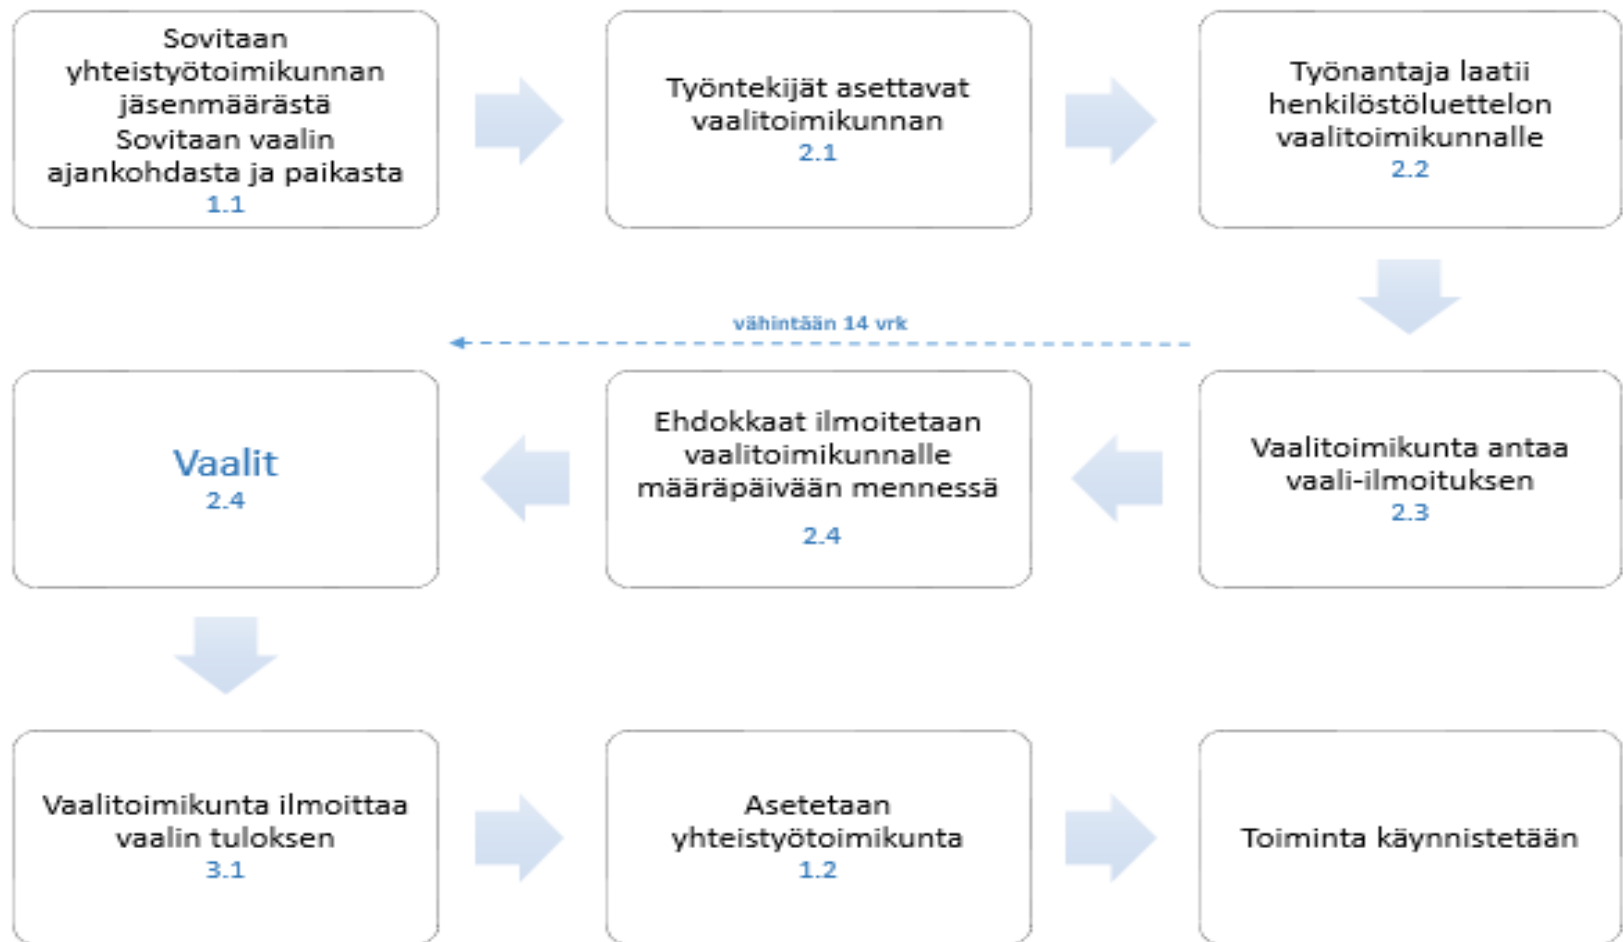 Sovitaan
yhteistyötoimikunnan
jäsenmäärästä
Sovitaan vaalin
ajankohdasta ja paikasta
1.1
Työntekijät asettavat
vaalitoimikunnan
2.1
Työnantaja laatii
henkilöstöluettelon
vaalitoimikunnalle
2.2
vähintään 14 vrk
Vaalitoimikunta antaa
vaali-ilmoituksen
2.3
Ehdokkaat ilmoitetaan
vaalitoimikunnalle
määräpäivään mennessä
2.4
Vaalit
2.4
Vaalitoimikunta ilmoittaa
vaalin tuloksen
3.1
Asetetaan
yhteistyötoimikunta
1.2
Toiminta käynnistetään